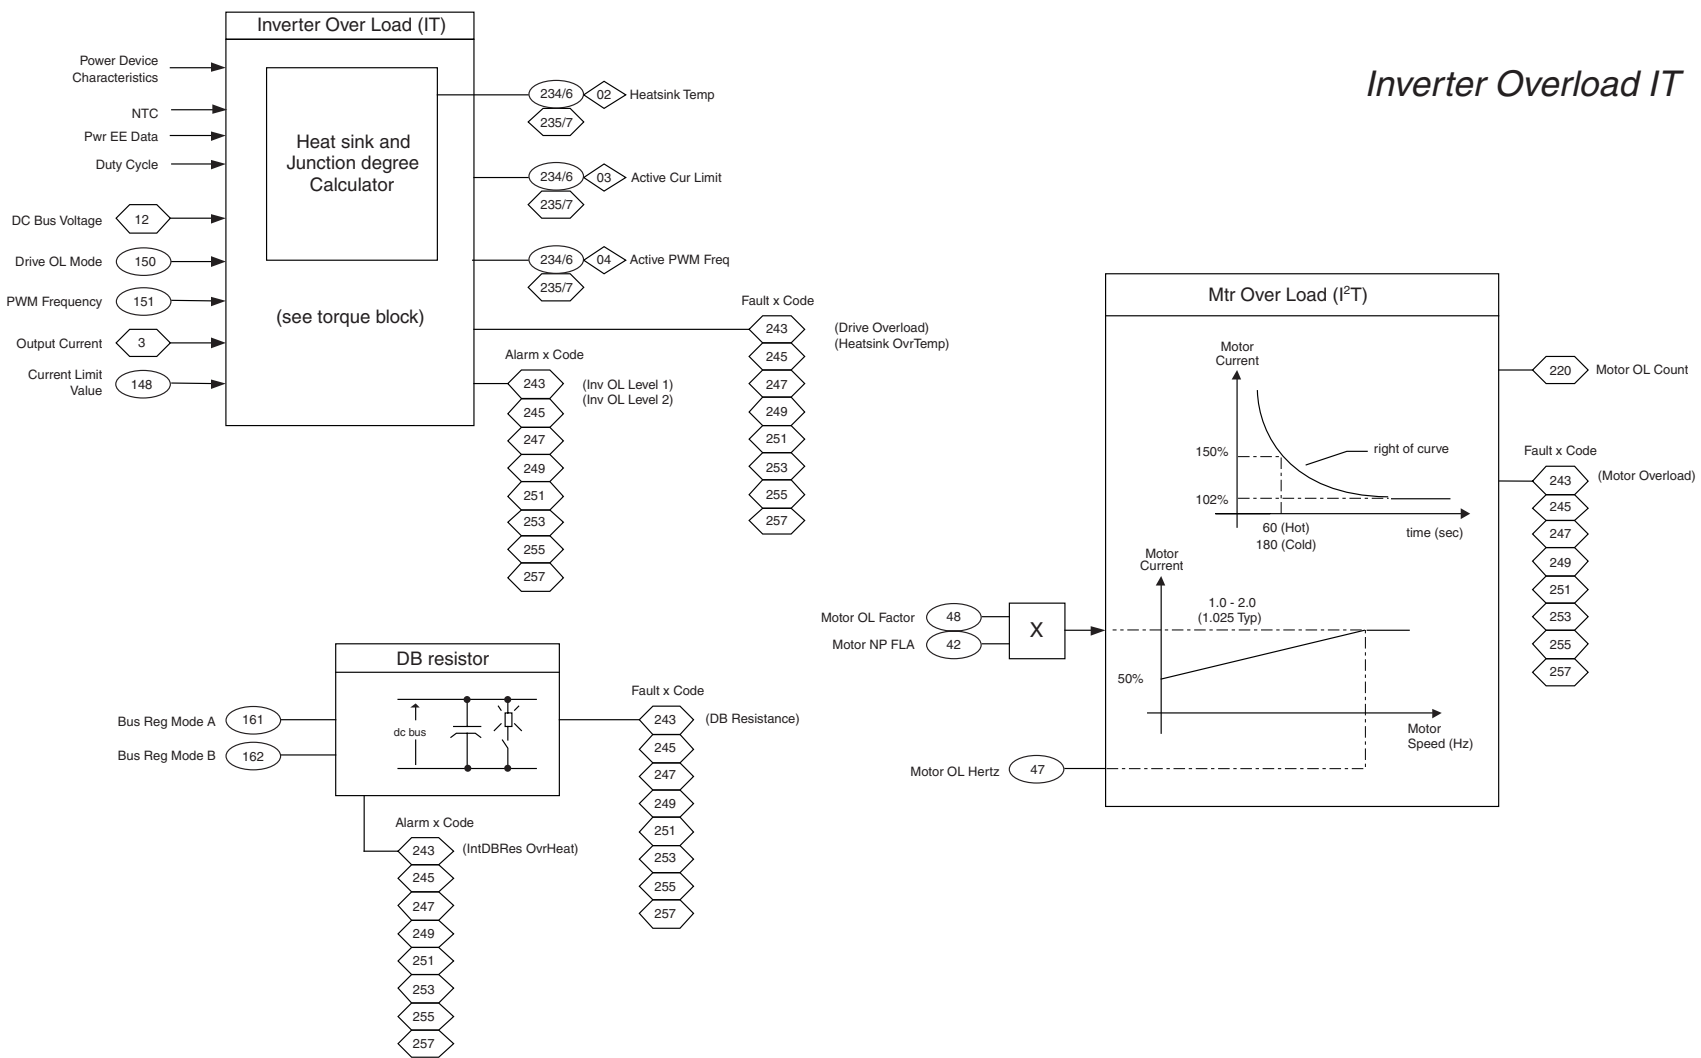 Inverter Overload IT
Inverter Over Load (IT)
Power Device
Characteristics
NTC
Pwr EE Data
Duty Cycle
DC Bus Voltage 12
Drive OL Mode 150
PWM Frequency 151
Output Current 3
Current Limit
Value 148
Heat sink and
Junction degree
Calculator
(see torque block)
234/6 02 Heatsink Temp
235/7
234/6 03 Active Cur Limit
235/7
234/6 04 Active PWM Freq
235/7
Alarm x Code
243 (Inv OL Level 1)
(Inv OL Level 2)
245
247
249
251
253
255
257
Fault x Code
243 (Drive Overload)
(Heatsink OvrTemp)
245
247
249
251
253
255
257
DB resistor
Bus Reg Mode A 161
Bus Reg Mode B 162
dc bus
Fault x Code
243 (DB Resistance)
245
247
249
251
253
255
257
Alarm x Code
243 (IntDBRes OvrHeat)
245
247
249
251
253
255
257
Mtr Over Load (I²T)
Motor
Current
150%
right of curve
102%
60 (Hot)
180 (Cold)
time (sec)
Motor
Current
1.0 - 2.0
(1.025 Typ)
50%
Motor
Speed (Hz)
Motor OL Factor 48
Motor NP FLA 42
X
Motor OL Hertz 47
220 Motor OL Count
Fault x Code
243 (Motor Overload)
245
247
249
251
253
255
257